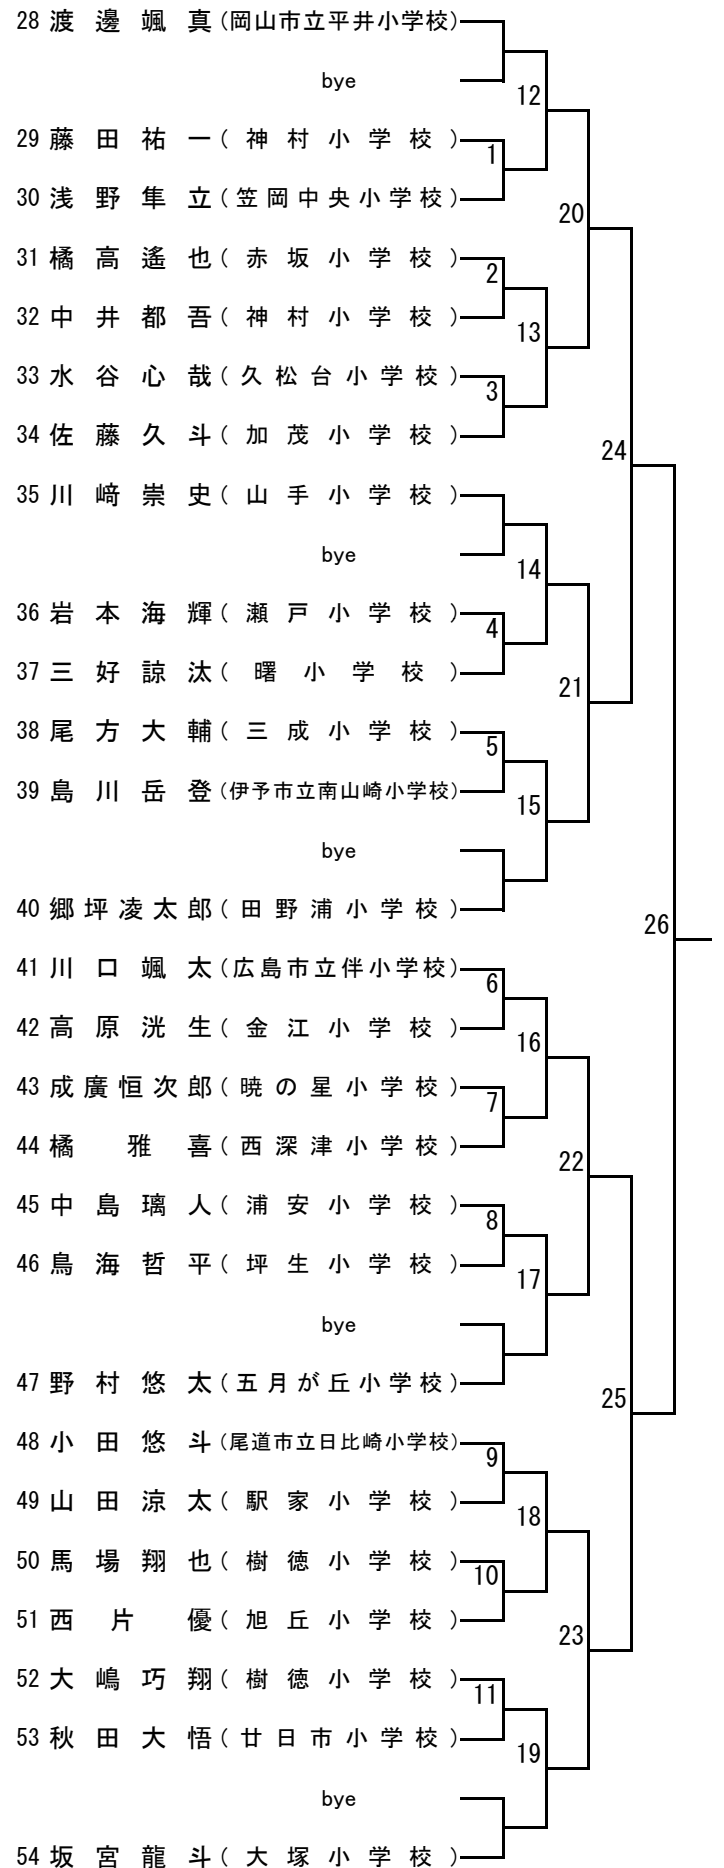 28 渡邊颯真(岡山市立平井小学校)
bye
12
29 藤田祐一(神村小学校)
1
30 浅野隼立(笠岡中央小学校)
20
31 橘高遙也(赤坂小学校)
2
32 中井都吾(神村小学校)
13
33 水谷心哉(久松台小学校)
3
34 佐藤久斗(加茂小学校)
24
35 川﨑崇史(山手小学校)
bye
14
36 岩本海輝(瀬戸小学校)
4
37 三好諒汰(曙小学校)
21
38 尾方大輔(三成小学校)
5
39 島川岳登(伊予市立南山崎小学校)
15
bye
40 郷坪凌太郎(田野浦小学校)
26
41 川口颯太(広島市立伴小学校)
6
42 高原洸生(金江小学校)
16
43 成廣恒次郎(暁の星小学校)
7
44 橘雅喜(西深津小学校)
22
45 中島璃人(浦安小学校)
8
46 鳥海哲平(坪生小学校)
17
bye
47 野村悠太(五月が丘小学校)
25
48 小田悠斗(尾道市立日比崎小学校)
9
49 山田涼太(駅家小学校)
18
50 馬場翔也(樹徳小学校)
10
51 西片優(旭丘小学校)
23
52 大嶋巧翔(樹徳小学校)
11
53 秋田大悟(廿日市小学校)
19
bye
54 坂宮龍斗(大塚小学校)